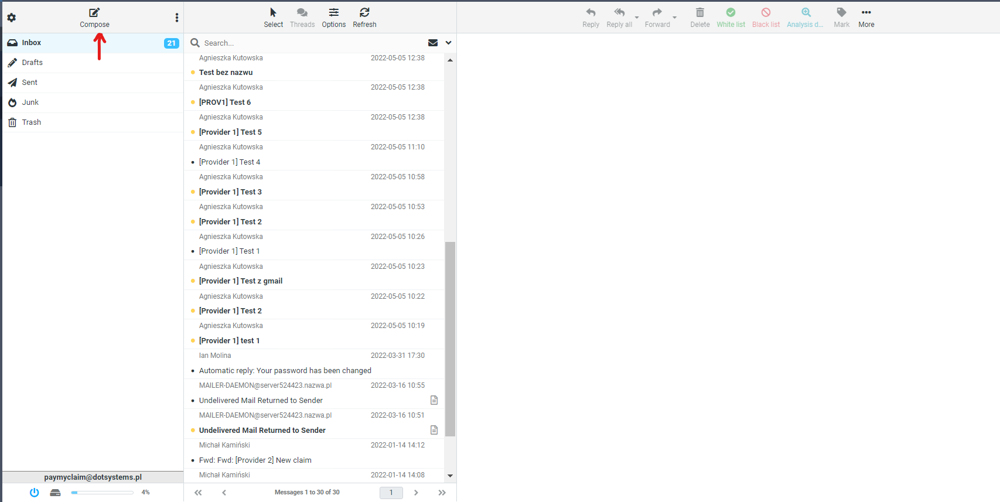 Compose
Select
Threads
Options
Refresh
Reply
Reply all
Forward
Delete
White list
Black list
Analysis d...
Mark
More
Inbox
21
Drafts
Sent
Junk
Trash
Search...
Agnieszka Kutowska 2022-05-05 12:38
Test bez nazwu
Agnieszka Kutowska 2022-05-05 12:38
[PROV1] Test 6
Agnieszka Kutowska 2022-05-05 12:38
[Provider 1] Test 5
Agnieszka Kutowska 2022-05-05 11:10
[Provider 1] Test 4
Agnieszka Kutowska 2022-05-05 10:58
[Provider 1] Test 3
Agnieszka Kutowska 2022-05-05 10:53
[Provider 1] Test 2
Agnieszka Kutowska 2022-05-05 10:26
[Provider 1] Test 1
Agnieszka Kutowska 2022-05-05 10:23
[Provider 1] Test z gmail
Agnieszka Kutowska 2022-05-05 10:22
[Provider 1] Test 2
Agnieszka Kutowska 2022-05-05 10:19
[Provider 1] test 1
Ian Molina 2022-03-31 17:30
Automatic reply: Your password has been changed
MAILER-DAEMON@server524423.nazwa.pl 2022-03-16 10:55
Undelivered Mail Returned to Sender
MAILER-DAEMON@server524423.nazwa.pl 2022-03-16 10:51
Undelivered Mail Returned to Sender
Michał Kamiński 2022-01-14 14:12
Fwd: Fwd: [Provider 2] New claim
Michał Kamiński 2022-01-14 14:08
paymyclaim@dotsystems.pl
4%
Messages 1 to 30 of 30
1